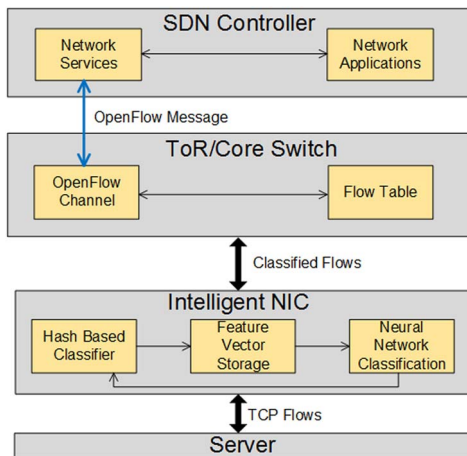 SDN Controller
Network
Services
Network
Applications
OpenFlow Message
ToR/Core Switch
OpenFlow
Channel
Flow Table
Classified Flows
Intelligent NIC
Hash Based
Classifier
Feature
Vector
Storage
Neural
Network
Classification
TCP Flows
Server